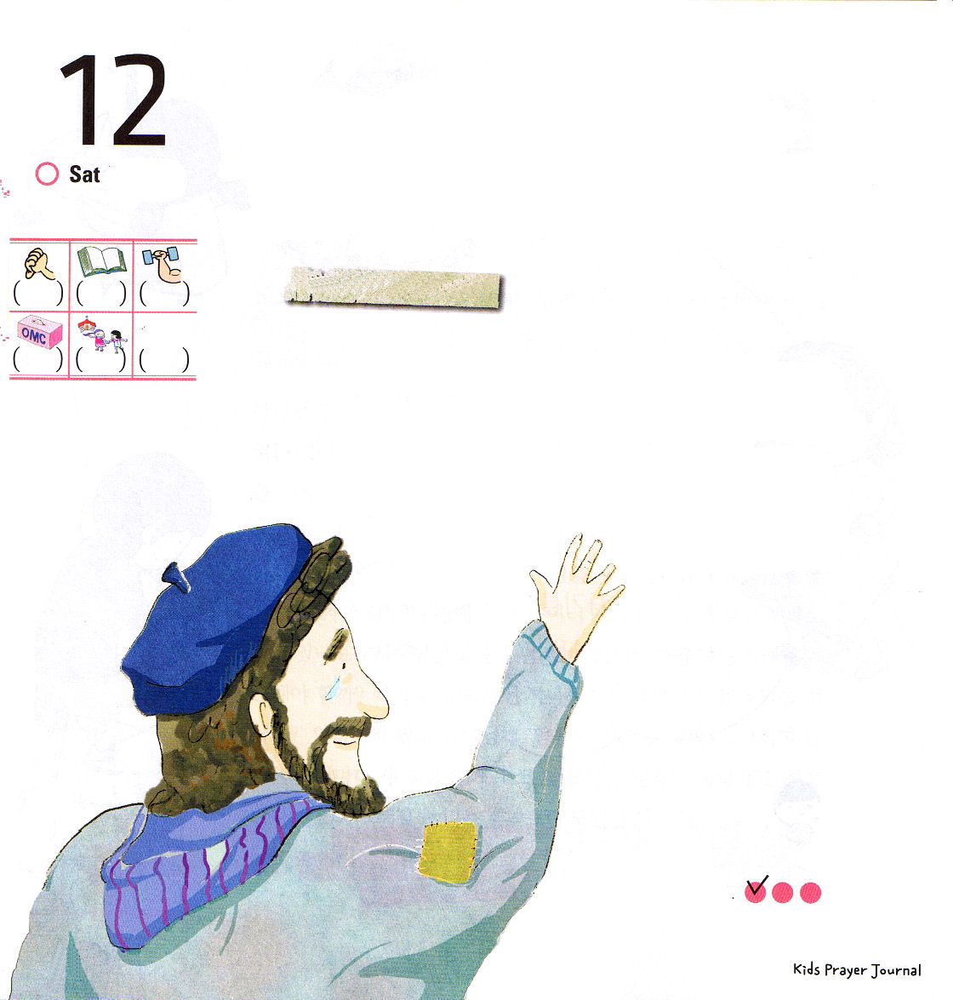 12
Sat
( ) ( ) ( )
OMC
( ) ( ) ( )
Kids Prayer Journal